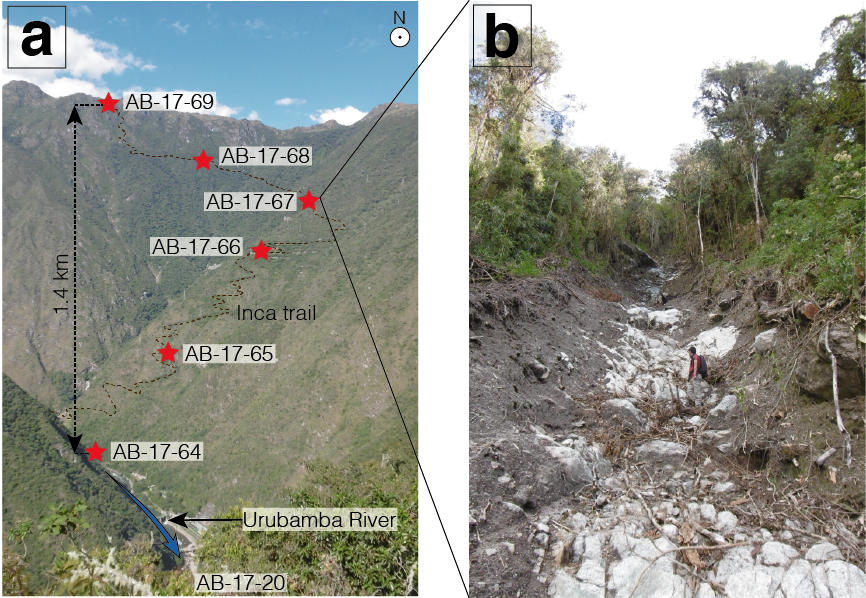 a
N
AB-17-69
AB-17-68
AB-17-67
AB-17-66
1.4 km
Inca trail
AB-17-65
AB-17-64
Urubamba River
AB-17-20
b